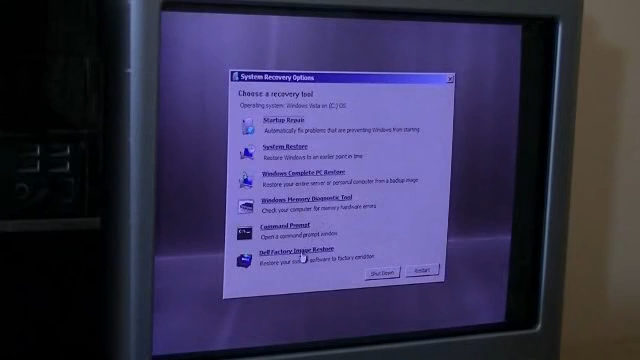 System Recovery Options
Choose a recovery tool
Operating system: Windows Vista on (C:) OS
Startup Repair
Automatically fix problems that are preventing Windows from starting
System Restore
Restore Windows to an earlier point in time
Windows Complete PC Restore
Restore your entire server or personal computer from a backup image
Windows Memory Diagnostic Tool
Check your computer for memory hardware errors
Command Prompt
Open a command prompt window
Dell Factory Image Restore
Restore your software to factory condition
Shut Down
Restart